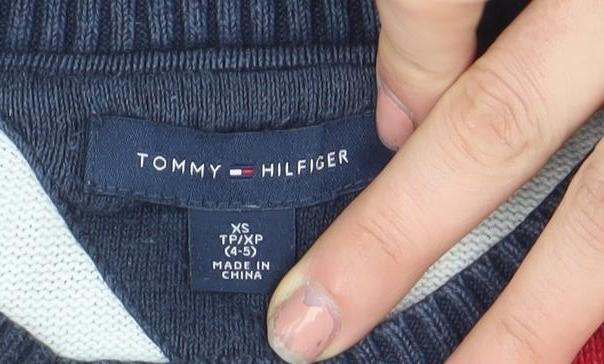 TOMMY HILFIGER
XS
TP/XP
(4-5)
MADE IN
CHINA